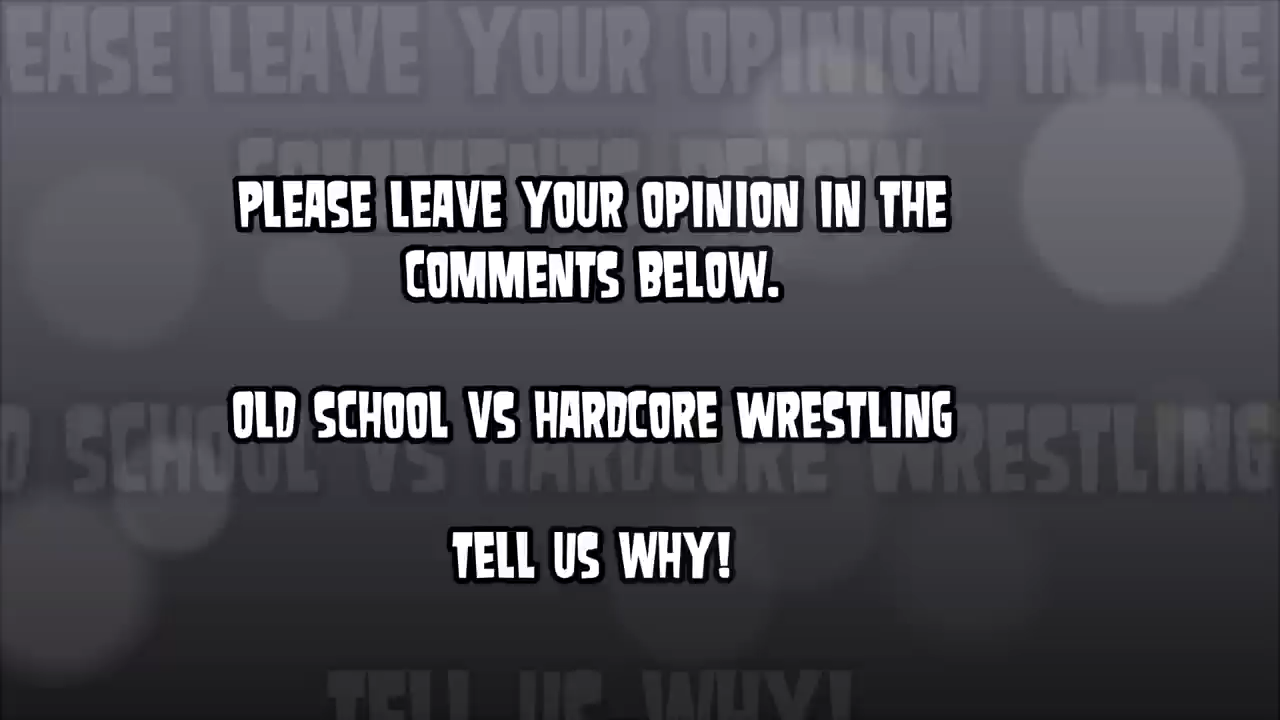 PLEASE LEAVE YOUR OPINION IN THE
COMMENTS BELOW.
OLD SCHOOL VS HARDCORE WRESTLING
TELL US WHY!